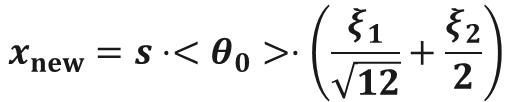 x_new = s · < θ_0 > · (ξ_1/√12 + ξ_2/2)